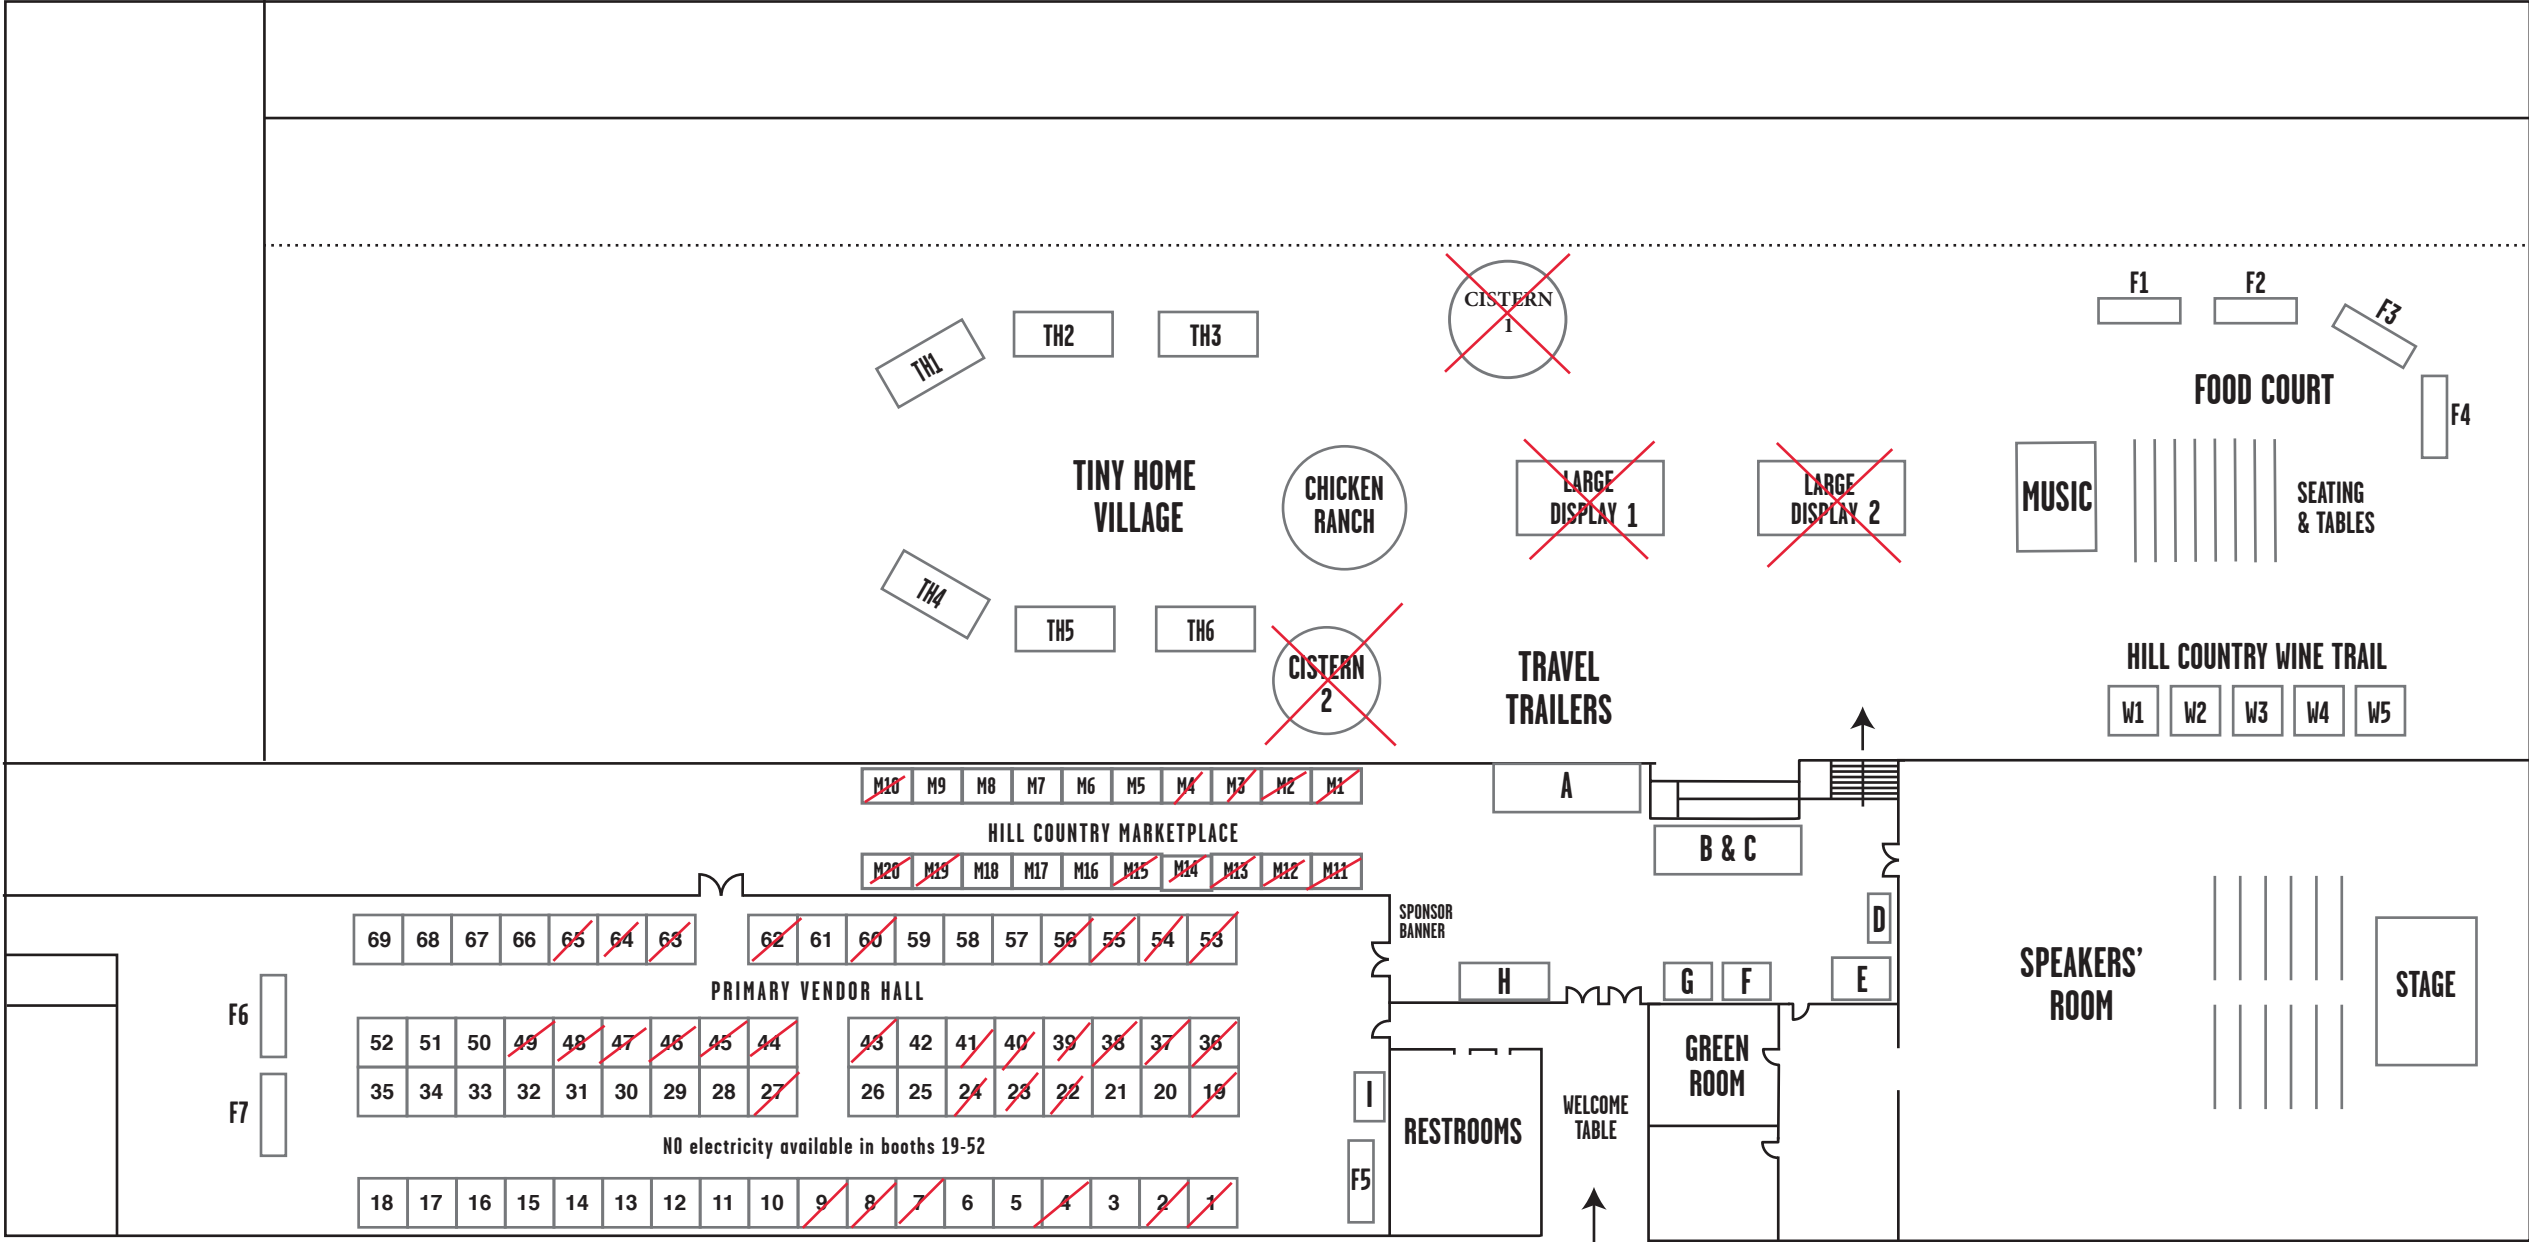 CISTERN
1
F1
F2
F3
TH1
TH2
TH3
FOOD COURT
F4
TINY HOME
VILLAGE
CHICKEN
RANCH
LARGE
DISPLAY 1
LARGE
DISPLAY 2
MUSIC
SEATING
& TABLES
TH4
TH5
TH6
CISTERN
2
TRAVEL
TRAILERS
HILL COUNTRY WINE TRAIL
W1 W2 W3 W4 W5
M10 M9 M8 M7 M6 M5 M4 M3 M2 M1
A
HILL COUNTRY MARKETPLACE
B & C
M20 M19 M18 M17 M16 M15 M14 M13 M12 M11
SPONSOR
BANNER
D
69 68 67 66 65 64 63 62 61 60 59 58 57 56 55 54 53
PRIMARY VENDOR HALL
H
G
F
E
SPEAKERS'
ROOM
STAGE
F6
52 51 50 49 48 47 46 45 44 43 42 41 40 39 38 37 36
GREEN
ROOM
35 34 33 32 31 30 29 28 27 26 25 24 23 22 21 20 19
F7
I
RESTROOMS
WELCOME
TABLE
NO electricity available in booths 19-52
F5
18 17 16 15 14 13 12 11 10 9 8 7 6 5 4 3 2 1